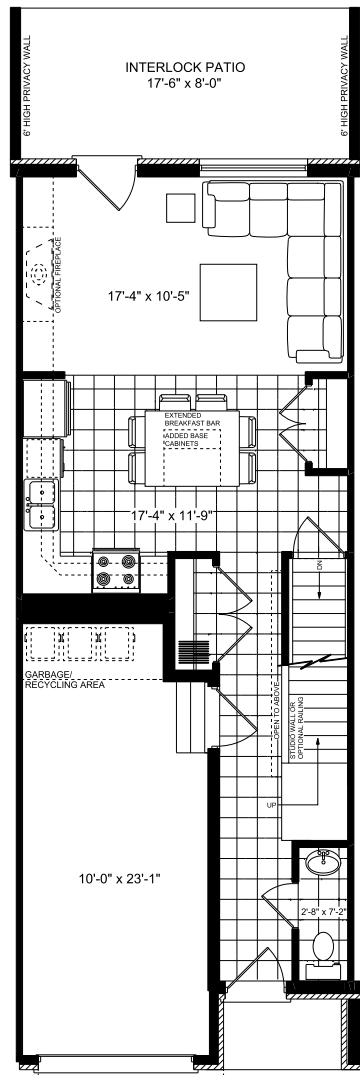 INTERLOCK PATIO
17'-6" x 8'-0"
6' HIGH PRIVACY WALL
6' HIGH PRIVACY WALL
OPTIONAL FIREPLACE
17'-4" x 10'-5"
EXTENDED
BREAKFAST BAR
ADDED BASE
CABINETS
17'-4" x 11'-9"
DN
GARBAGE/
RECYCLING AREA
OPEN TO ABOVE
STUDIO WALL OR
OPTIONAL RAILING
UP
10'-0" x 23'-1"
2'-8" x 7'-2"